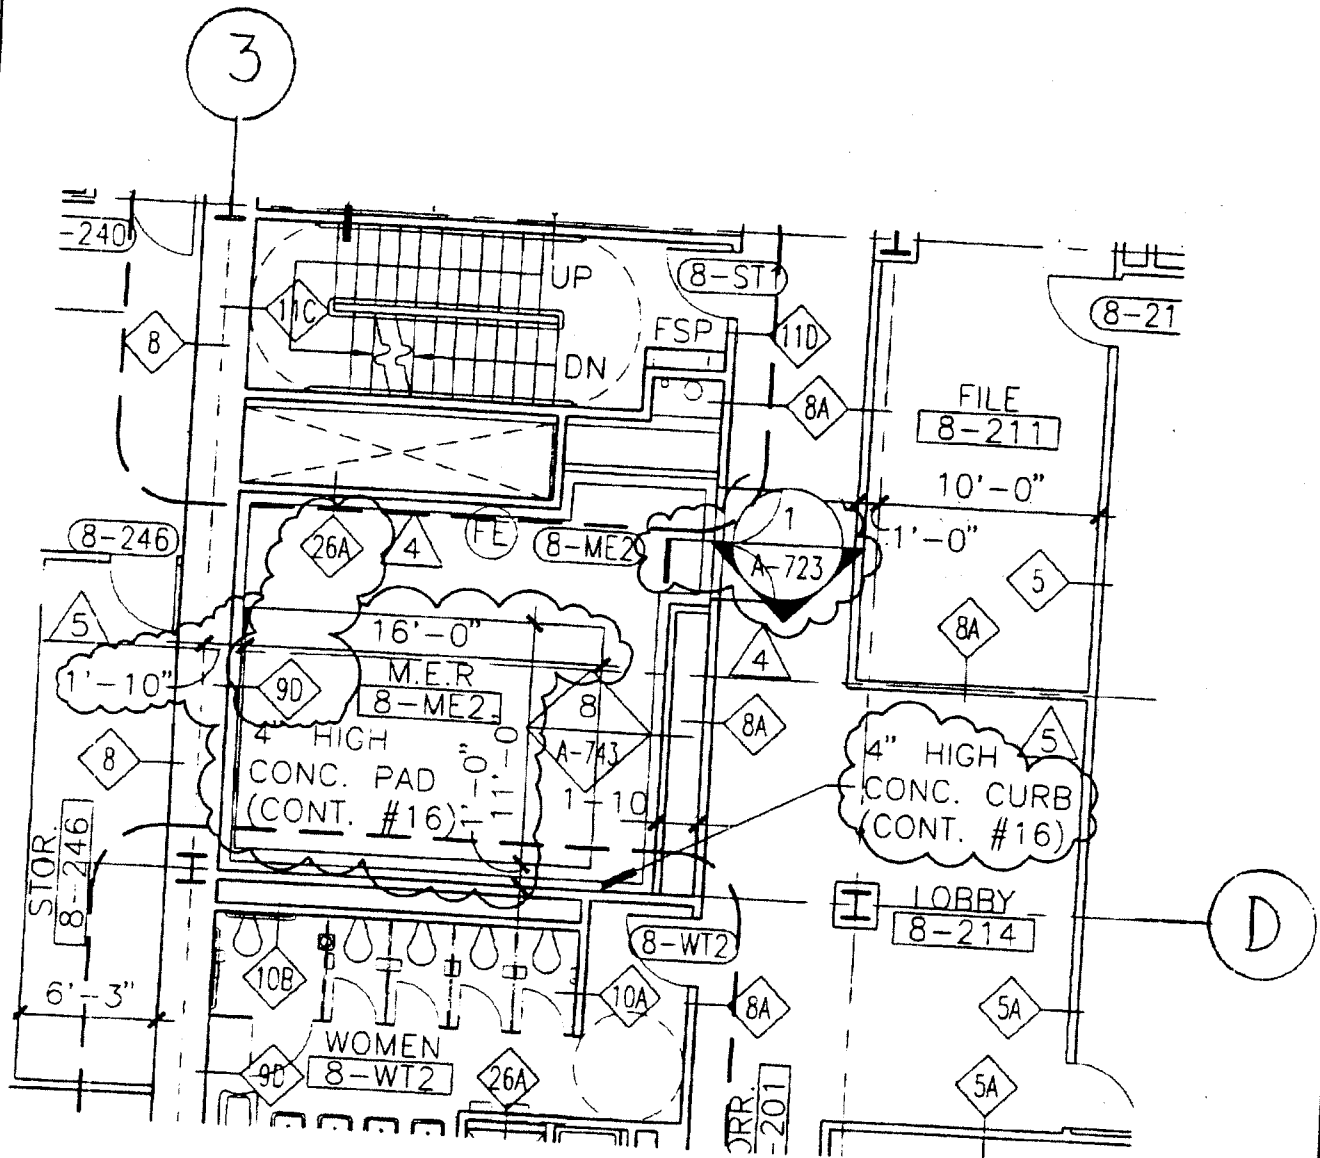 3
-240
UP
8-ST1
11C
8-21
8
FSP
11D
DN
8A
FILE
8-211
10'-0"
1'-0"
8-246
26A
4
FE
8-ME2
1
A-723
5
5
8A
16'-0"
4
M.E.R
8-ME2
1'-10"
9D
8
A-743
8A
5
8
4" HIGH
CONC. PAD
(CONT. #16)
11'-0
1-10
4" HIGH
CONC. CURB
(CONT. #16)
STOR.
8-246
LOBBY
8-214
D
8-WT2
10B
10A
8A
5A
6'-3"
WOMEN
8-WT2
9D
26A
5A